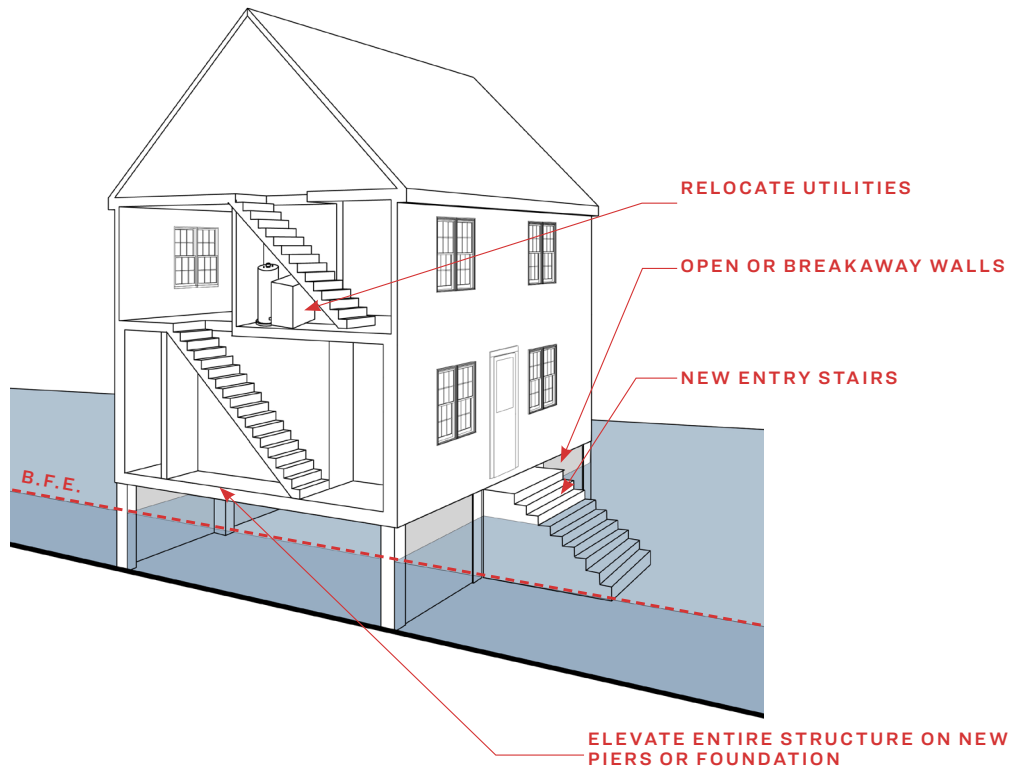 RELOCATE UTILITIES
OPEN OR BREAKAWAY WALLS
NEW ENTRY STAIRS
B.F.E.
ELEVATE ENTIRE STRUCTURE ON NEW
PIERS OR FOUNDATION